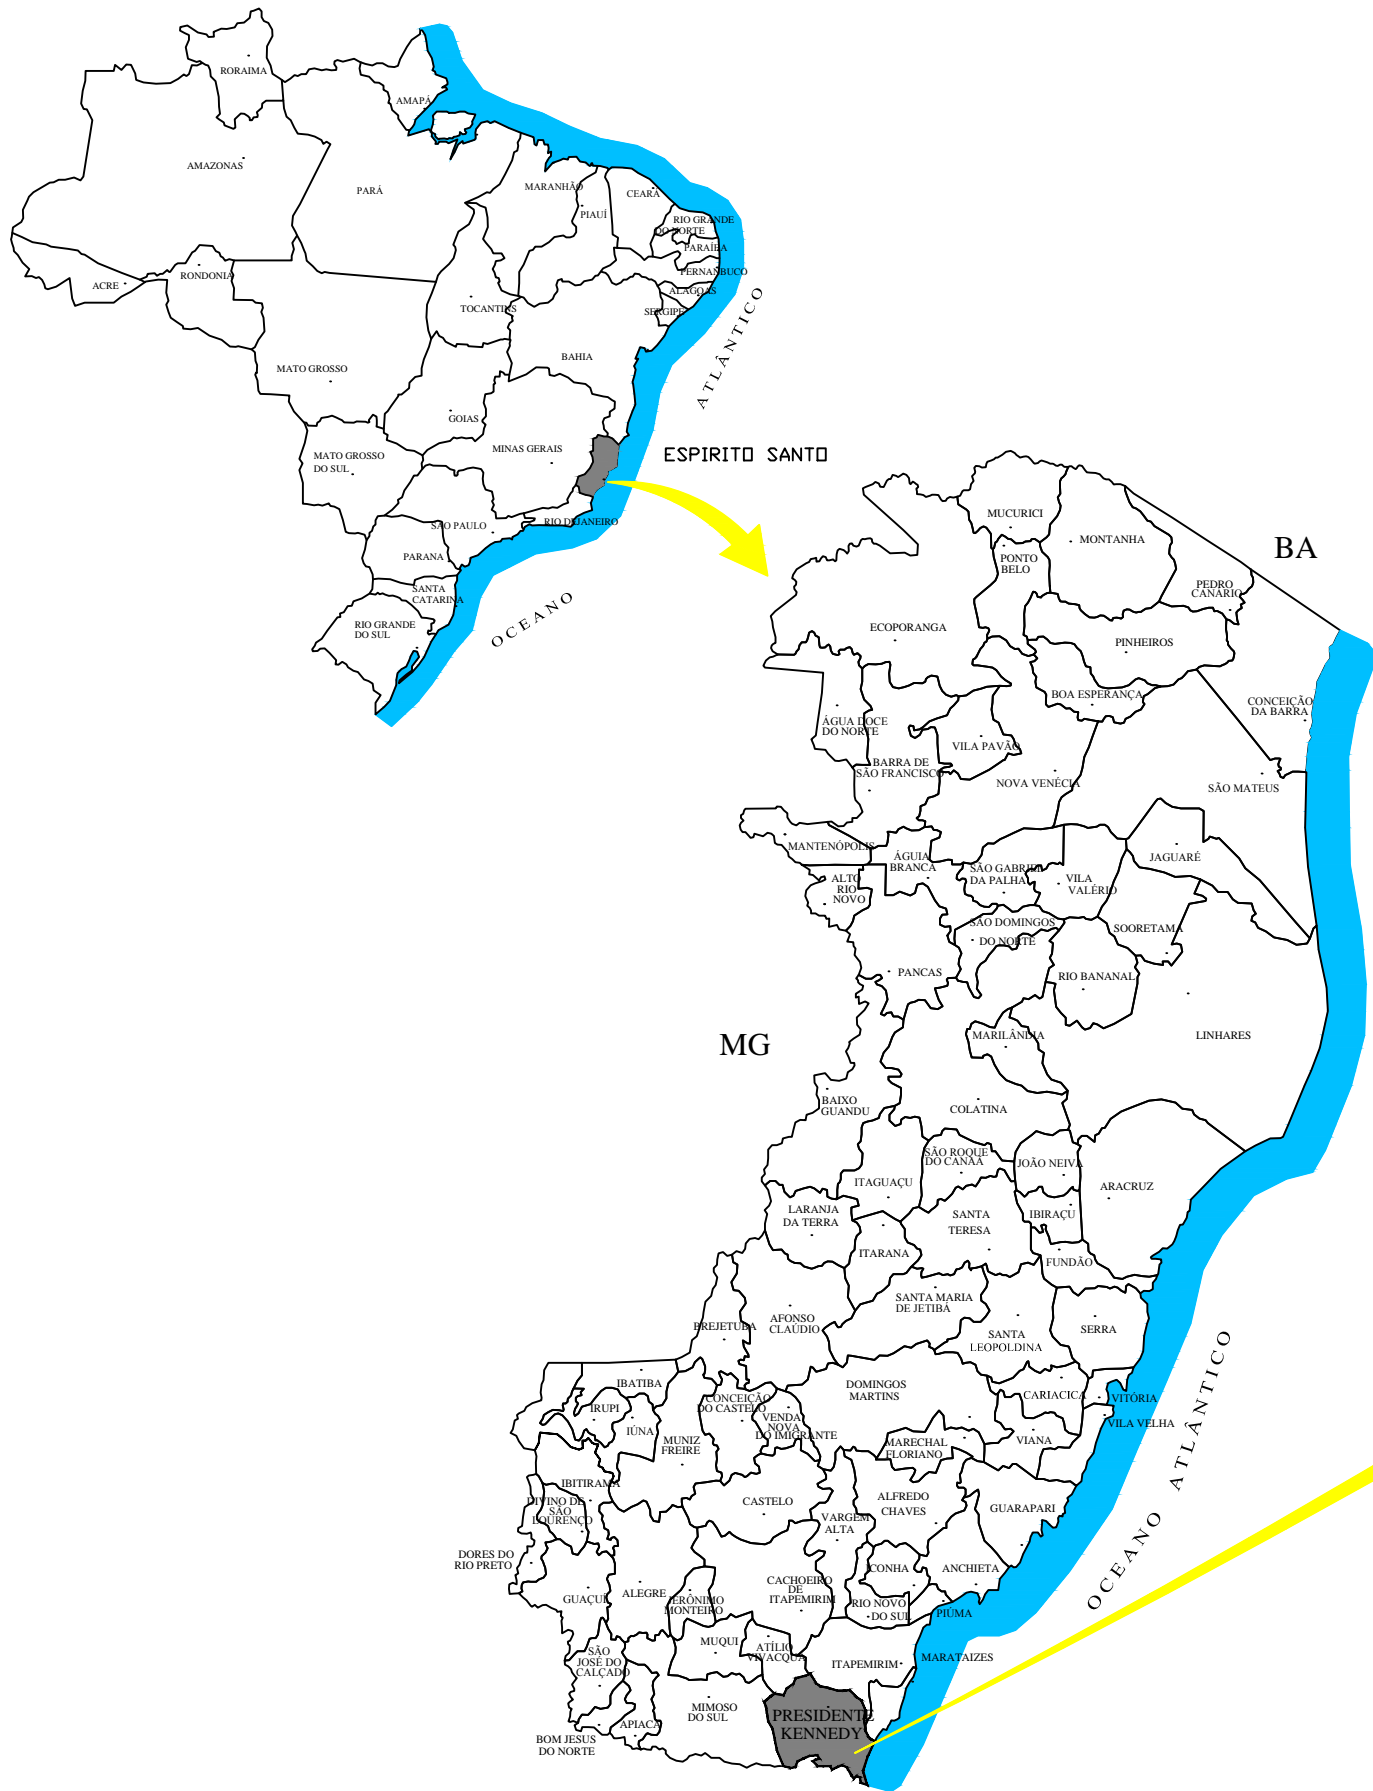 RORAIMA
AMAPÁ
AMAZONAS
PARÁ
MARANHÃO
CEARÁ
PIAUÍ
RIO GRANDE
DO NORTE
PARAÍBA
PERNANBUCO
ACRE
RONDONIA
ALAGOAS
TOCANTINS
SERGIPE
BAHIA
MATO GROSSO
GOIAS
MINAS GERAIS
MATO GROSSO
DO SUL
ESPIRITO SANTO
SÃO PAULO
RIO DE JANEIRO
PARANA
SANTA
CATARINA
RIO GRANDE
DO SUL
OCEANO
ATLÂNTICO
MUCURICI
MONTANHA
BA
PONTO
BELO
PEDRO
CANÁRIO
ECOPORANGA
PINHEIROS
BOA ESPERANÇA
CONCEIÇÃO
DA BARRA
ÁGUA DOCE
DO NORTE
VILA PAVÃO
BARRA DE
SÃO FRANCISCO
NOVA VENÉCIA
SÃO MATEUS
MANTENÓPOLIS
ÁGUIA
BRANCA
SÃO GABRIEL
DA PALHA
VILA
VALÉRIO
JAGUARÉ
ALTO
RIO
NOVO
SÃO DOMINGOS
DO NORTE
SOORETAMA
PANCAS
RIO BANANAL
MG
MARILÂNDIA
LINHARES
BAIXO
GUANDU
COLATINA
SÃO ROQUE
DO CANAÃ
JOÃO NEIVA
ITAGUAÇU
ARACRUZ
LARANJA
DA TERRA
SANTA
TERESA
IBIRAÇU
ITARANA
FUNDÃO
SANTA MARIA
DE JETIBÁ
BREJETUBA
AFONSO
CLAÚDIO
SANTA
LEOPOLDINA
SERRA
IBATIBA
DOMINGOS
MARTINS
CARIACICA
VITÓRIA
IRUPI
CONCEIÇÃO
DO CASTELO
VENDA
NOVA
DO IMIGRANTE
VILA VELHA
IÚNA
MUNIZ
FREIRE
MARECHAL
FLORIANO
VIANA
IBITIRAMA
CASTELO
ALFREDO
CHAVES
GUARAPARI
DIVINO DE
SÃO
LOURENÇO
VARGEM
ALTA
DORES DO
RIO PRETO
ICONHA
ANCHIETA
GUAÇUÍ
ALEGRE
JERÔNIMO
MONTEIRO
CACHOEIRO
DE
ITAPEMIRIM
RIO NOVO
DO SUL
PIÚMA
OCEANO ATLÂNTICO
SÃO
JOSÉ DO
CALÇADO
MUQUI
ATÍLIO
VIVACQUA
ITAPEMIRIM
MARATAIZES
MIMOSO
DO SUL
PRESIDENTE
KENNEDY
APIACÁ
BOM JESUS
DO NORTE